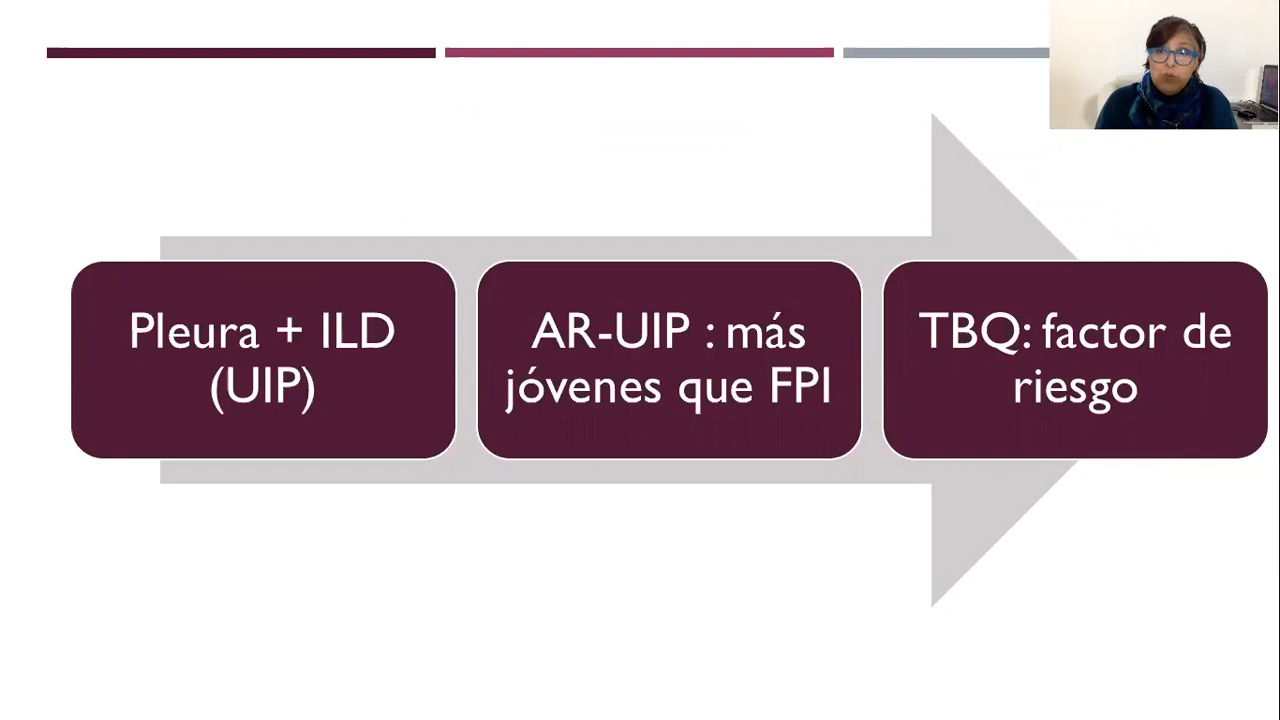 Pleura + ILD
(UIP)
AR-UIP : más
jóvenes que FPI
TBQ: factor de
riesgo